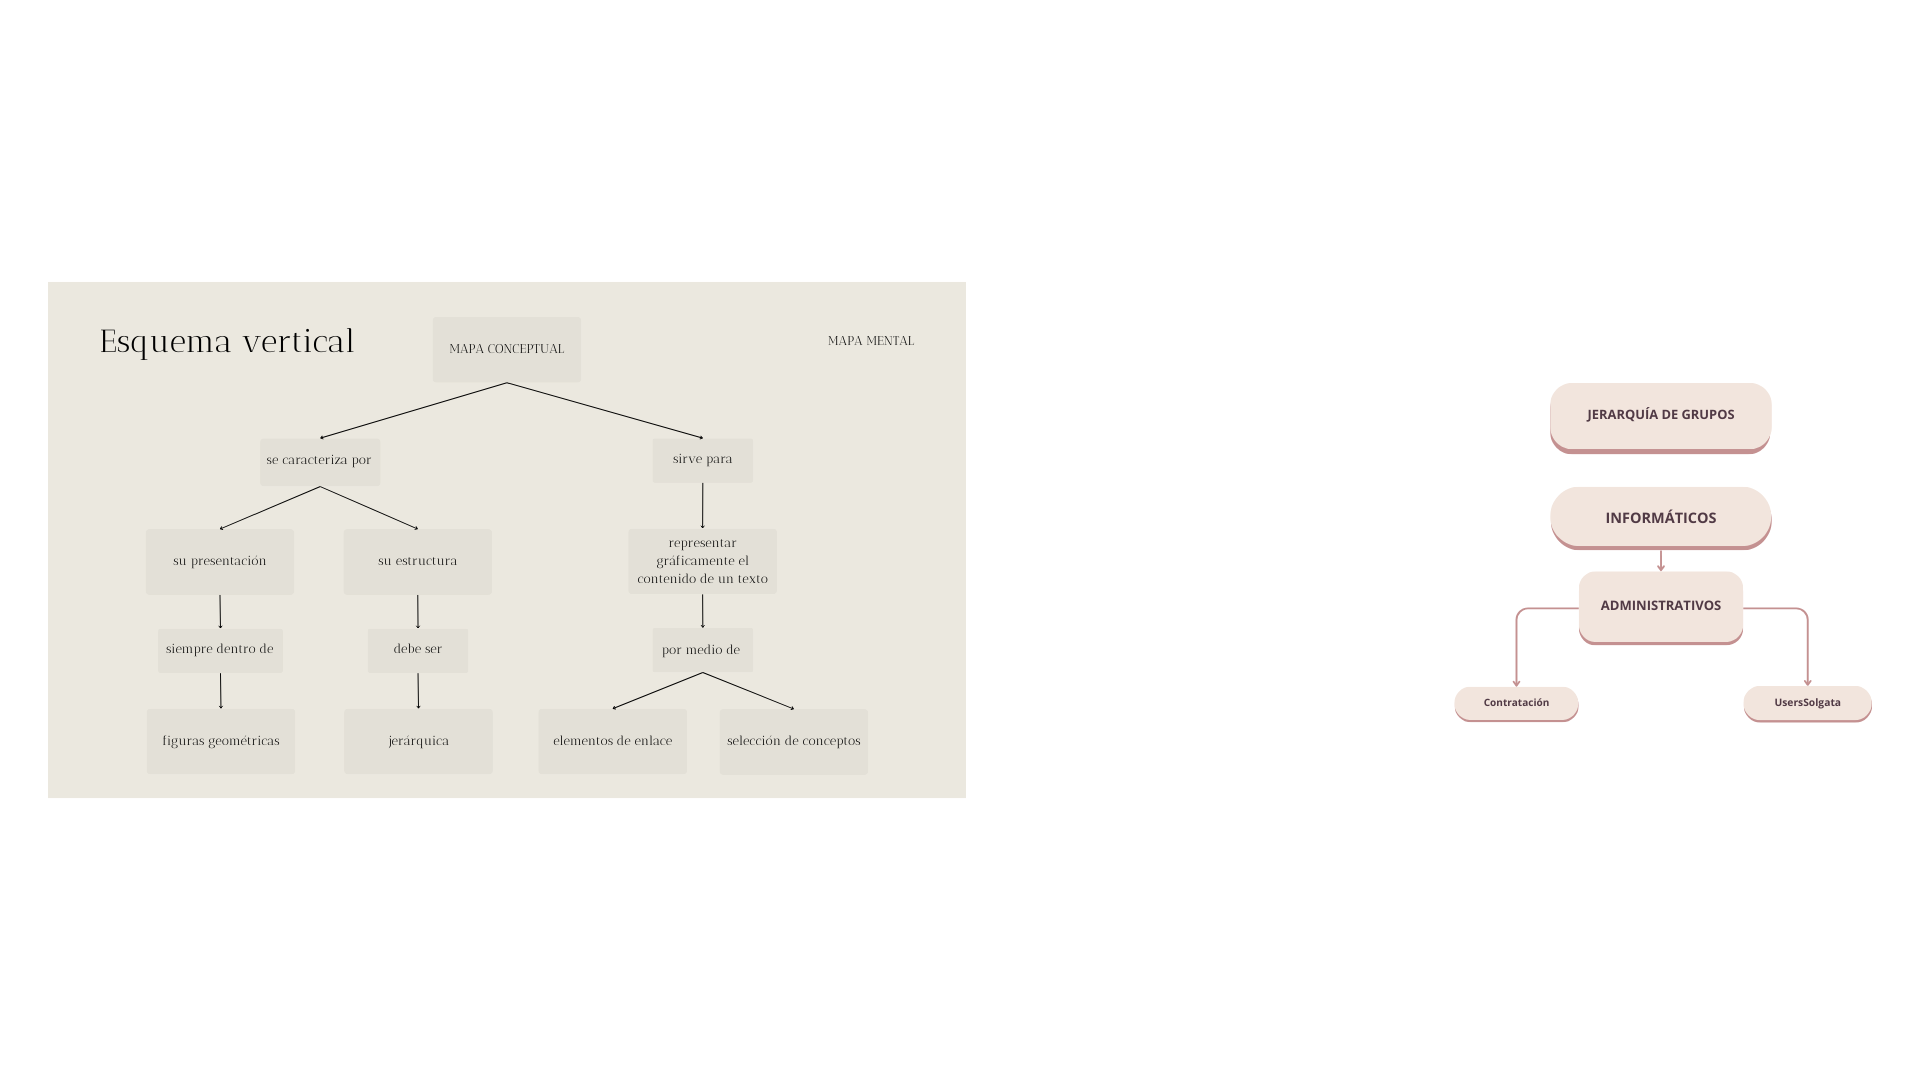 Esquema vertical
MAPA CONCEPTUAL
MAPA MENTAL
se caracteriza por
sirve para
su presentación
su estructura
representar
gráficamente el
contenido de un texto
siempre dentro de
debe ser
por medio de
figuras geométricas
jerárquica
elementos de enlace
selección de conceptos
JERARQUÍA DE GRUPOS
INFORMÁTICOS
ADMINISTRATIVOS
Contratación
UsersSolgata